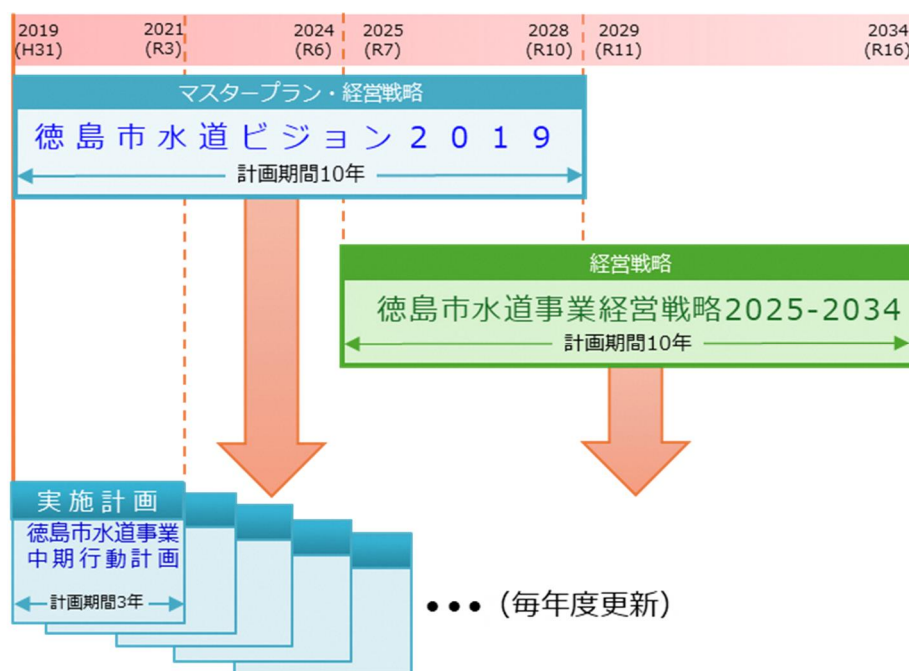 2019 2021 2024 2025 2028 2029 2034
(H31) (R3) (R6) (R7) (R10) (R11) (R16)
マスタープラン・経営戦略
徳島市水道ビジョン２０１９
計画期間10年
経営戦略
徳島市水道事業経営戦略2025-2034
計画期間10年
実施計画
徳島市水道事業
中期行動計画
計画期間3年
•••(毎年度更新)